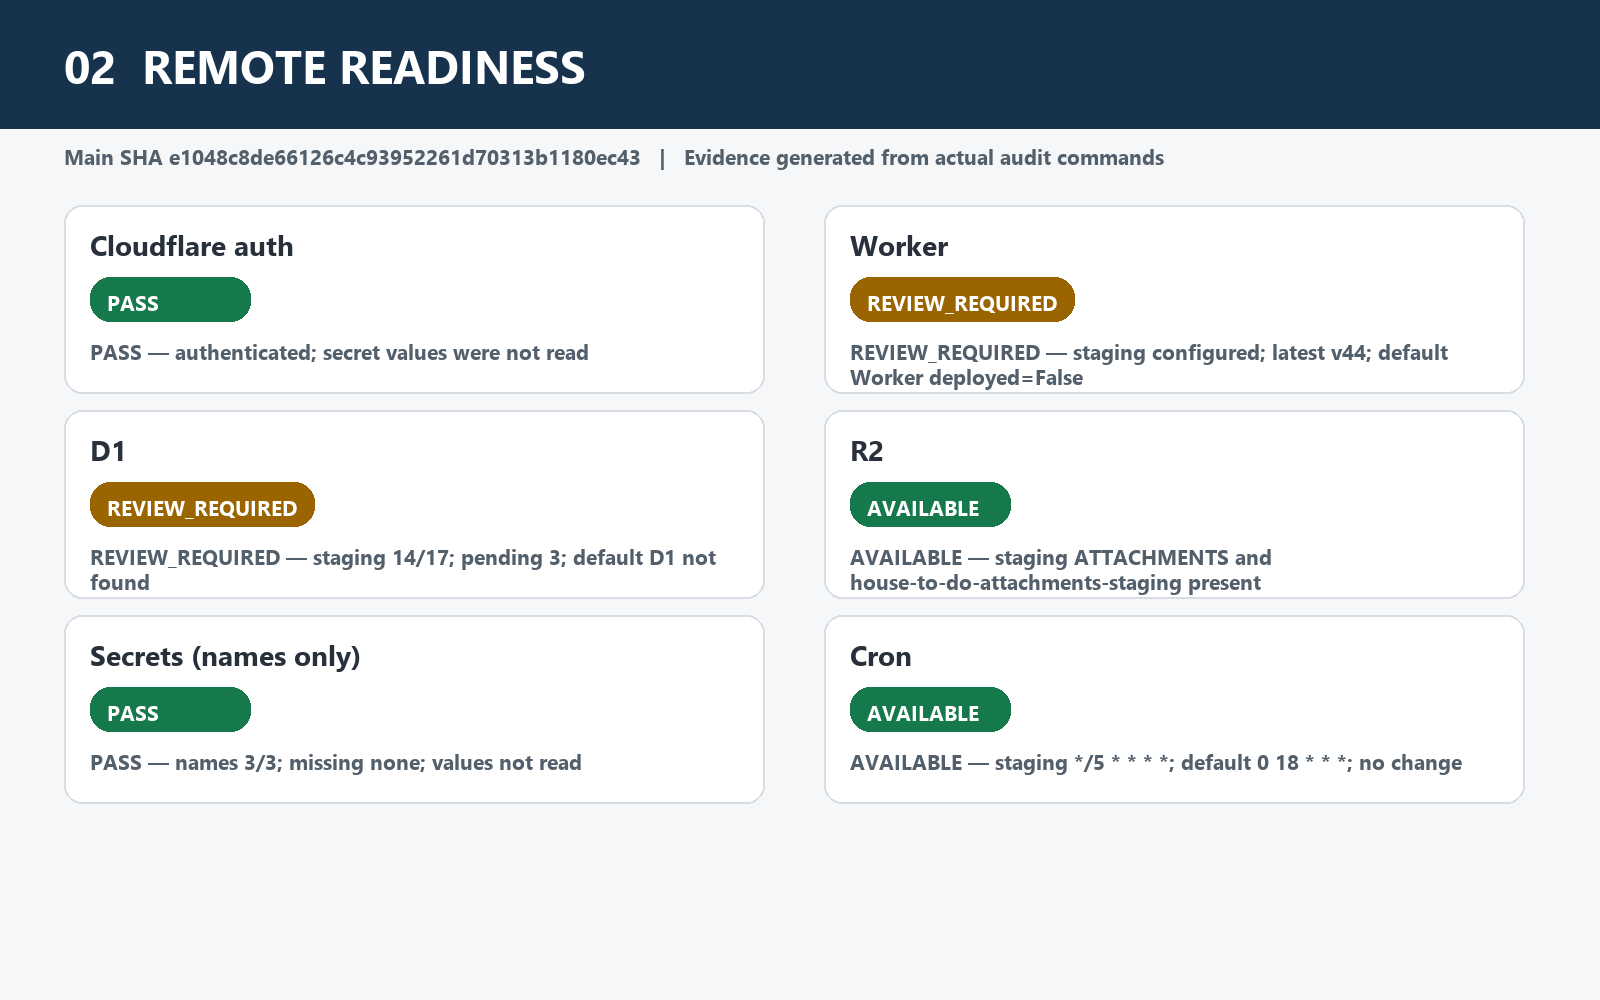 02 REMOTE READINESS
Main SHA e1048c8de66126c4c93952261d70313b1180ec43 | Evidence generated from actual audit commands
Cloudflare auth
PASS
PASS — authenticated; secret values were not read
Worker
REVIEW_REQUIRED
REVIEW_REQUIRED — staging configured; latest v44; default
Worker deployed=False
D1
REVIEW_REQUIRED
REVIEW_REQUIRED — staging 14/17; pending 3; default D1 not
found
R2
AVAILABLE
AVAILABLE — staging ATTACHMENTS and
house-to-do-attachments-staging present
Secrets (names only)
PASS
PASS — names 3/3; missing none; values not read
Cron
AVAILABLE
AVAILABLE — staging */5 * * * *; default 0 18 * * *; no change